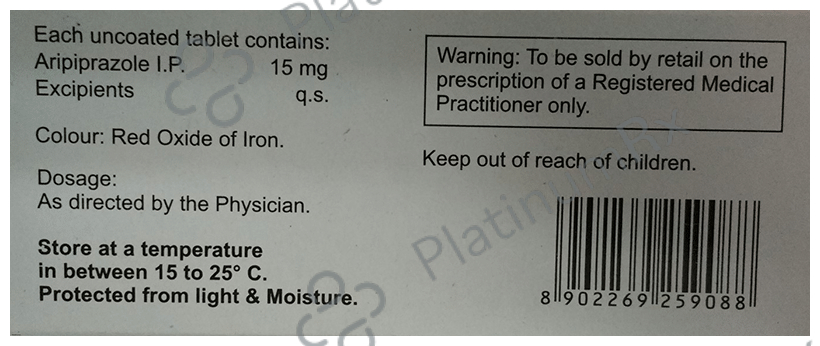 Each uncoated tablet contains:
Aripiprazole I.P. 15 mg
Excipients q.s.
Colour: Red Oxide of Iron.
Dosage:
As directed by the Physician.
Store at a temperature
in between 15 to 25° C.
Protected from light & Moisture.
Warning: To be sold by retail on the
prescription of a Registered Medical
Practitioner only.
Keep out of reach of children.
8 902269 259088